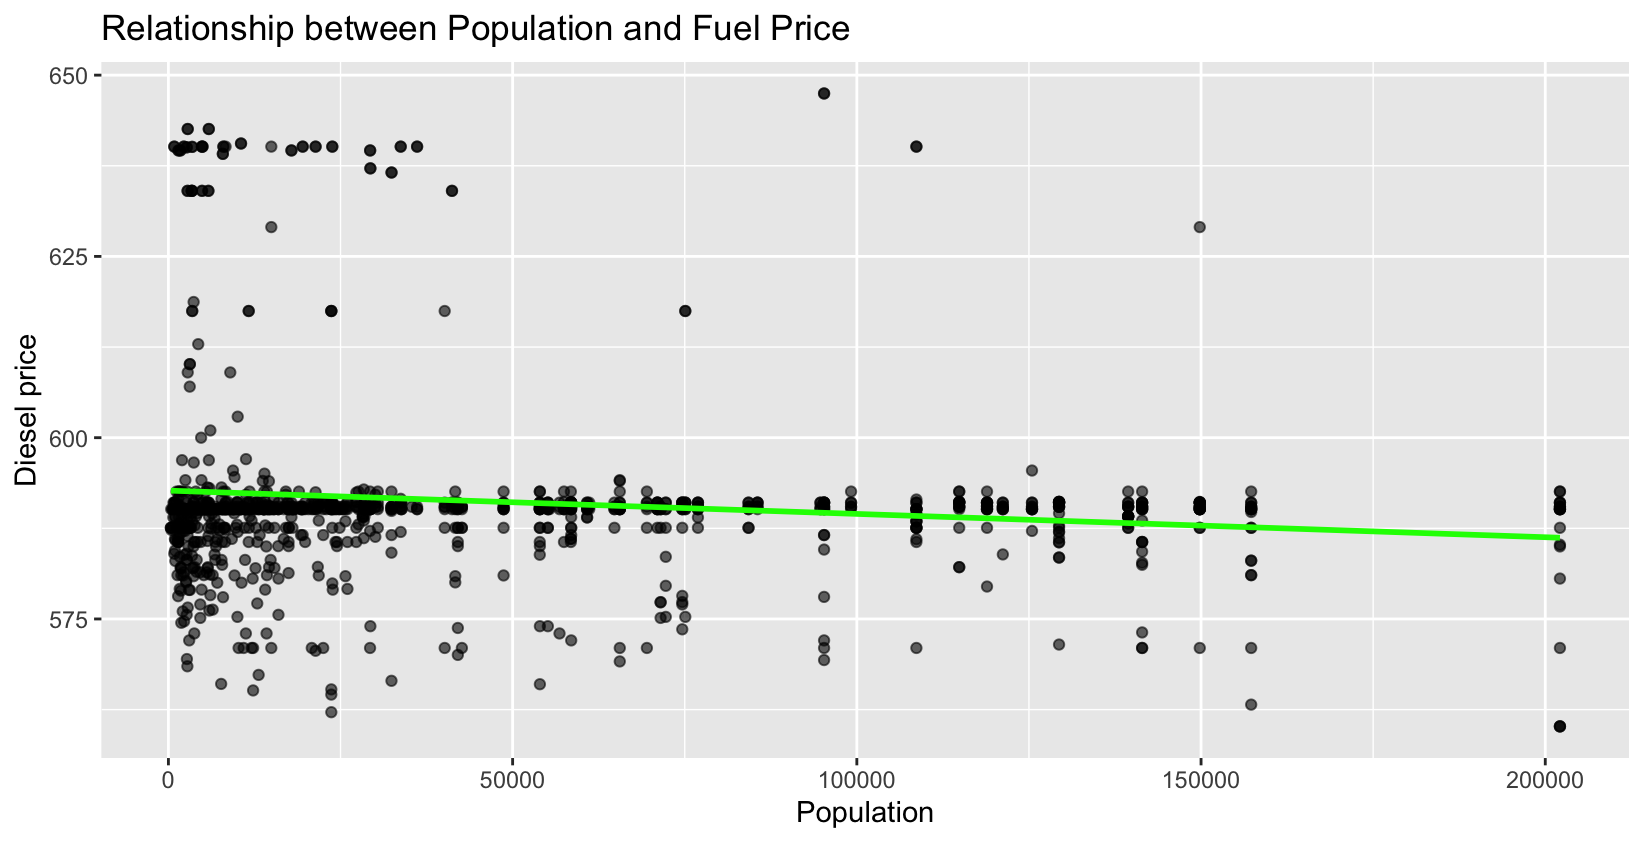 Relationship between Population and Fuel Price
650
625
600
575
Diesel price
0 50000 100000 150000 200000
Population